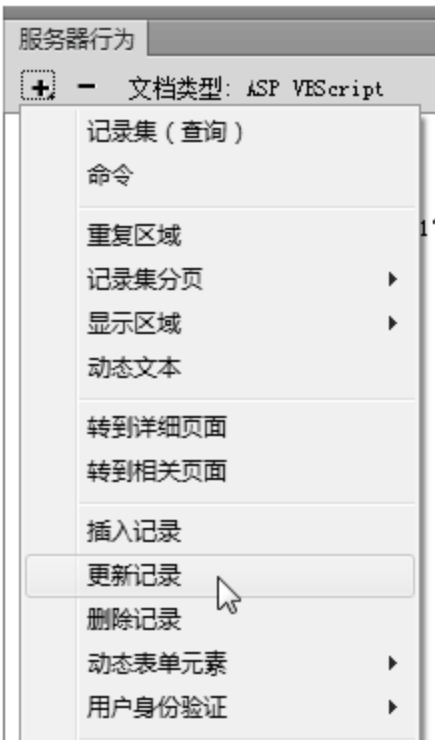 服务器行为
文档类型: ASP VBScript
记录集(查询)
命令
重复区域
记录集分页
显示区域
动态文本
转到详细页面
转到相关页面
插入记录
更新记录
删除记录
动态表单元素
用户身份验证